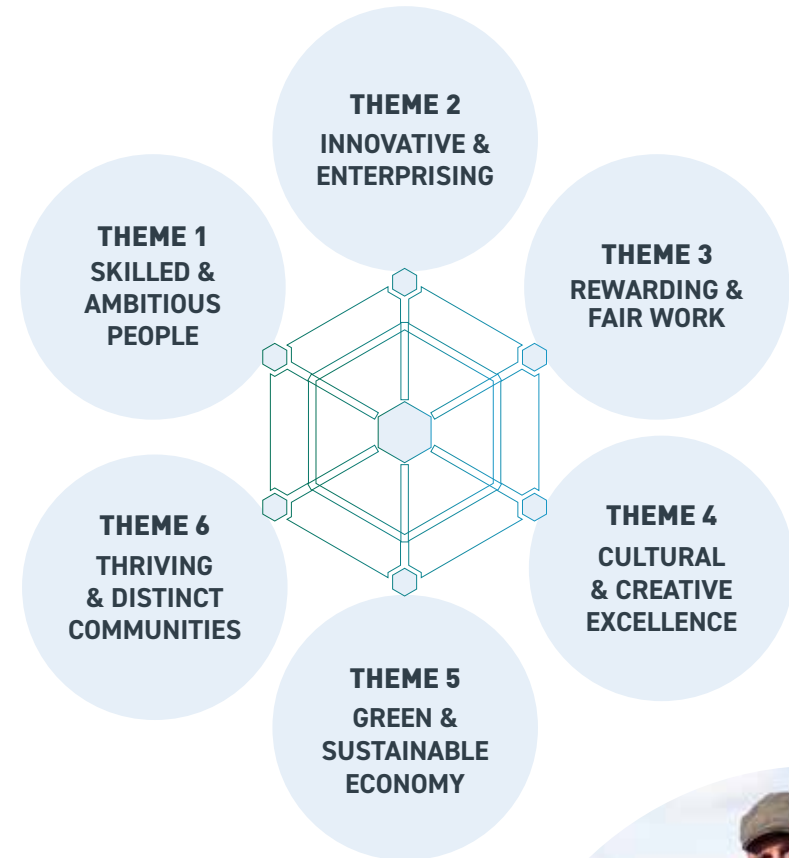 THEME 1
SKILLED &
AMBITIOUS
PEOPLE
THEME 2
INNOVATIVE &
ENTERPRISING
THEME 3
REWARDING &
FAIR WORK
THEME 4
CULTURAL
& CREATIVE
EXCELLENCE
THEME 5
GREEN &
SUSTAINABLE
ECONOMY
THEME 6
THRIVING
& DISTINCT
COMMUNITIES